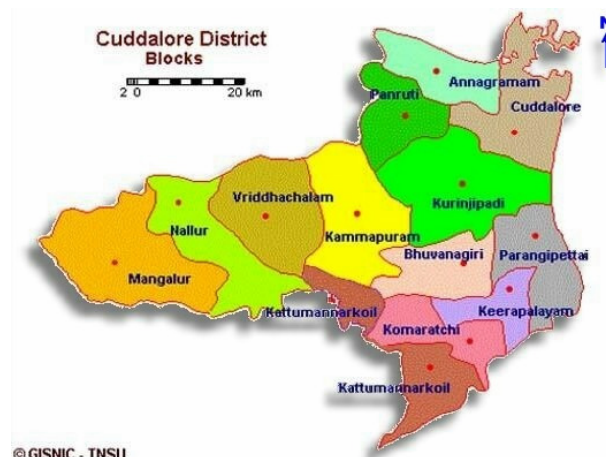 Cuddalore District
Blocks
2 0 20 km
N
Annagramam
Panruti
Cuddalore
Vriddhachalam
Kurinjipadi
Nallur
Kammapuram
Bhuvanagiri
Parangipettai
Mangalur
Kattumannarkoil
Komaratchi
Keerapalayam
Kattumannarkoil
© GISNIC - TNSU